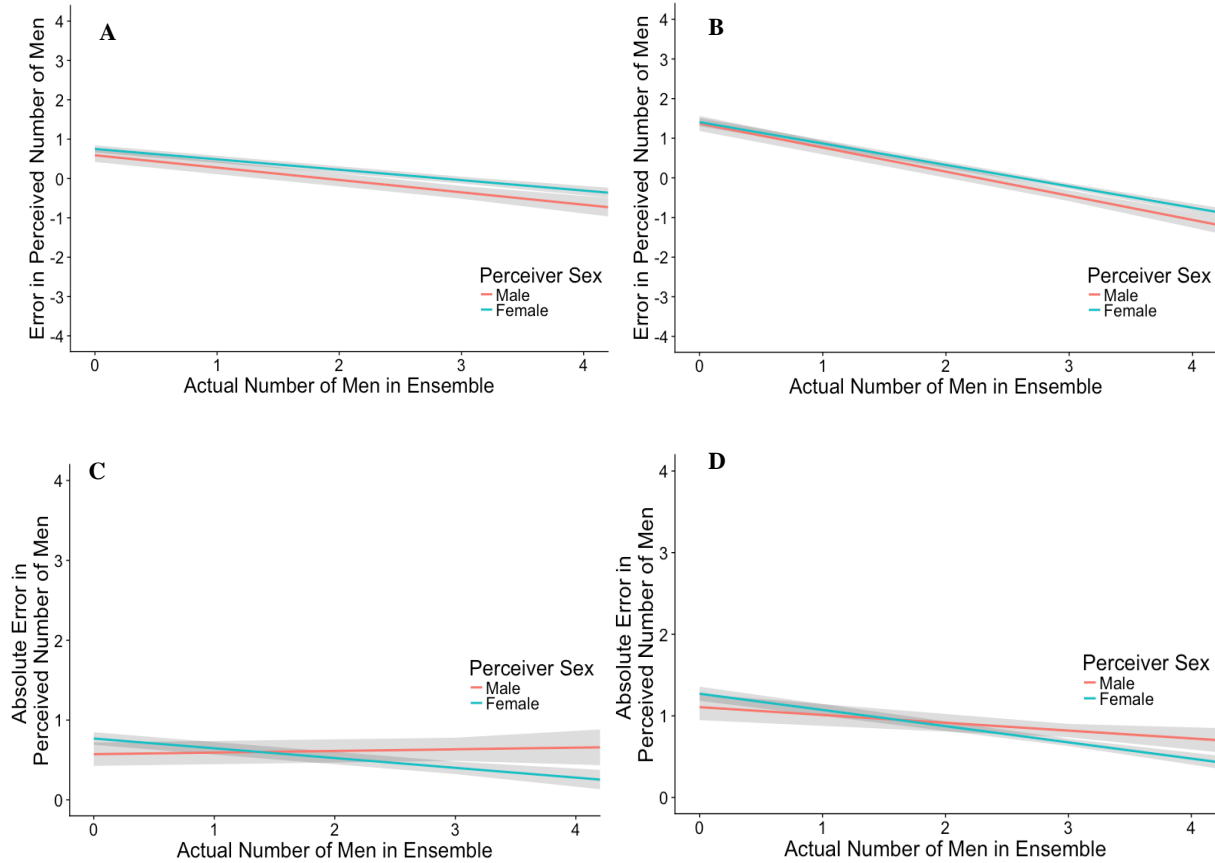 A
Error in Perceived Number of Men
4
3
2
1
0
-1
-2
-3
-4
Perceiver Sex
Male
Female
0 1 2 3 4
Actual Number of Men in Ensemble
B
Error in Perceived Number of Men
4
3
2
1
0
-1
-2
-3
-4
Perceiver Sex
Male
Female
0 1 2 3 4
Actual Number of Men in Ensemble
C
Absolute Error in
Perceived Number of Men
4
3
2
1
0
Perceiver Sex
Male
Female
0 1 2 3 4
Actual Number of Men in Ensemble
D
Absolute Error in
Perceived Number of Men
4
3
2
1
0
Perceiver Sex
Male
Female
0 1 2 3 4
Actual Number of Men in Ensemble